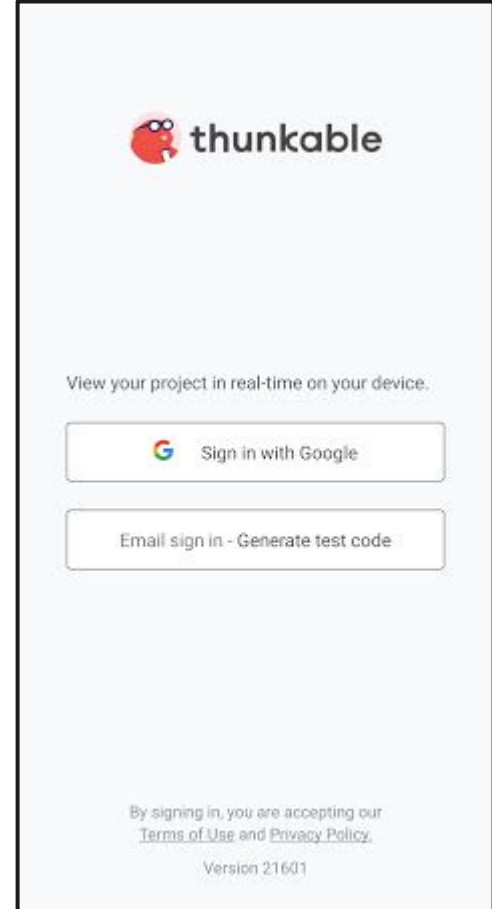 thunkable
View your project in real-time on your device.
Sign in with Google
Email sign in - Generate test code
By signing in, you are accepting our
Terms of Use and Privacy Policy.
Version 21601